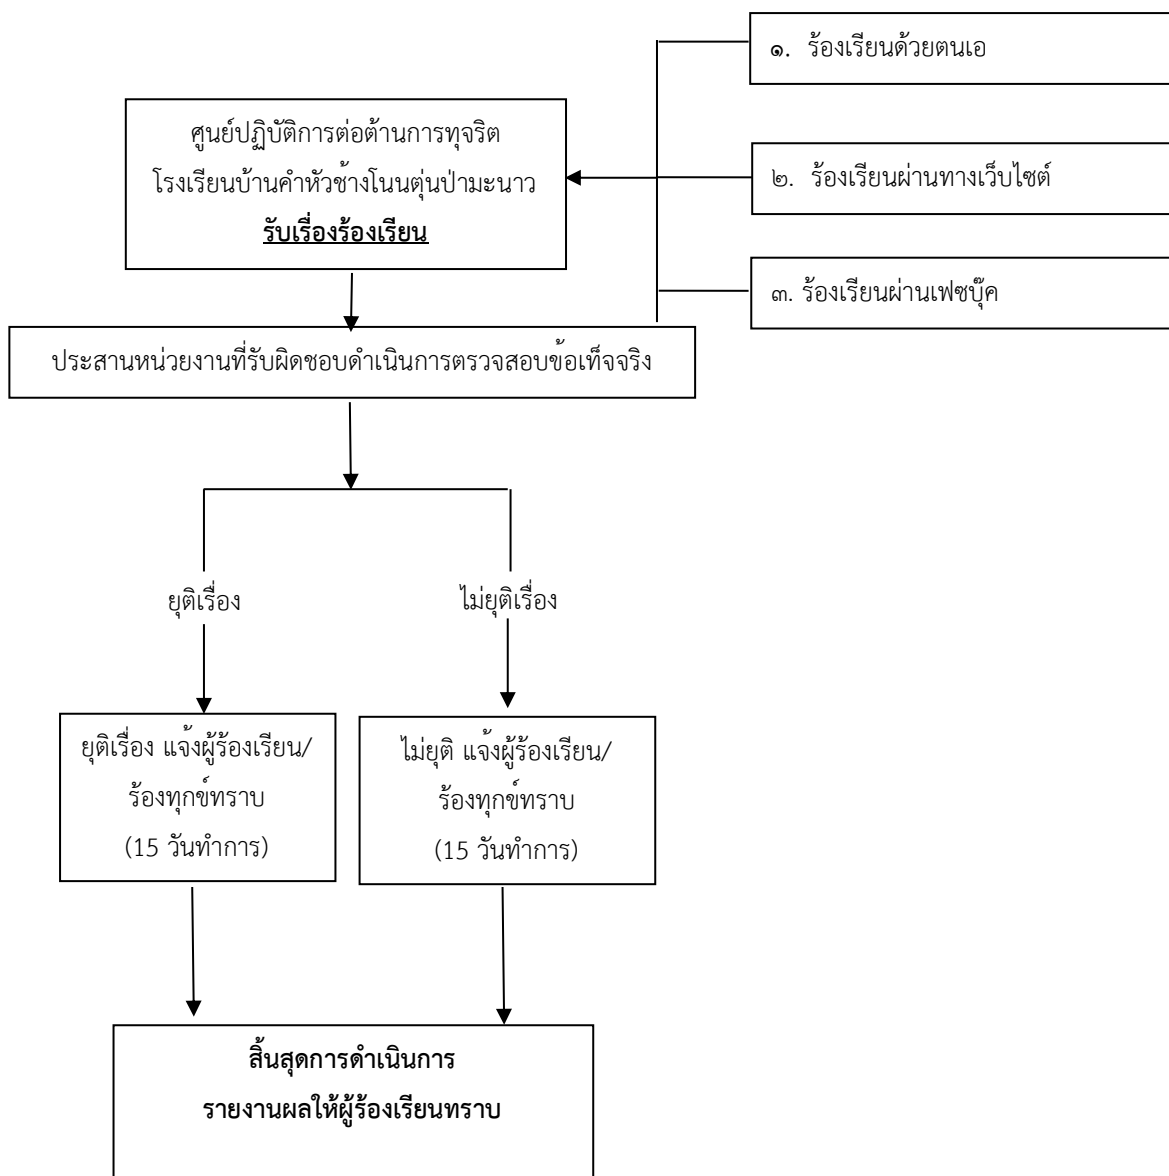 ๑. ร้องเรียนด้วยตนเอ
ศูนย์ปฏิบัติการต่อต้านการทุจริต
โรงเรียนบ้านคำหัวช้างโนนตุ่นป่ามะนาว
รับเรื่องร้องเรียน
๒. ร้องเรียนผ่านทางเว็บไซต์
๓. ร้องเรียนผ่านเฟซบุ๊ค
ประสานหน่วยงานที่รับผิดชอบดำเนินการตรวจสอบข้อเท็จจริง
ยุติเรื่อง
ไม่ยุติเรื่อง
ยุติเรื่อง แจ้งผู้ร้องเรียน/
ร้องทุกข์ทราบ
(15 วันทำการ)
ไม่ยุติ แจ้งผู้ร้องเรียน/
ร้องทุกข์ทราบ
(15 วันทำการ)
สิ้นสุดการดำเนินการ
รายงานผลให้ผู้ร้องเรียนทราบ